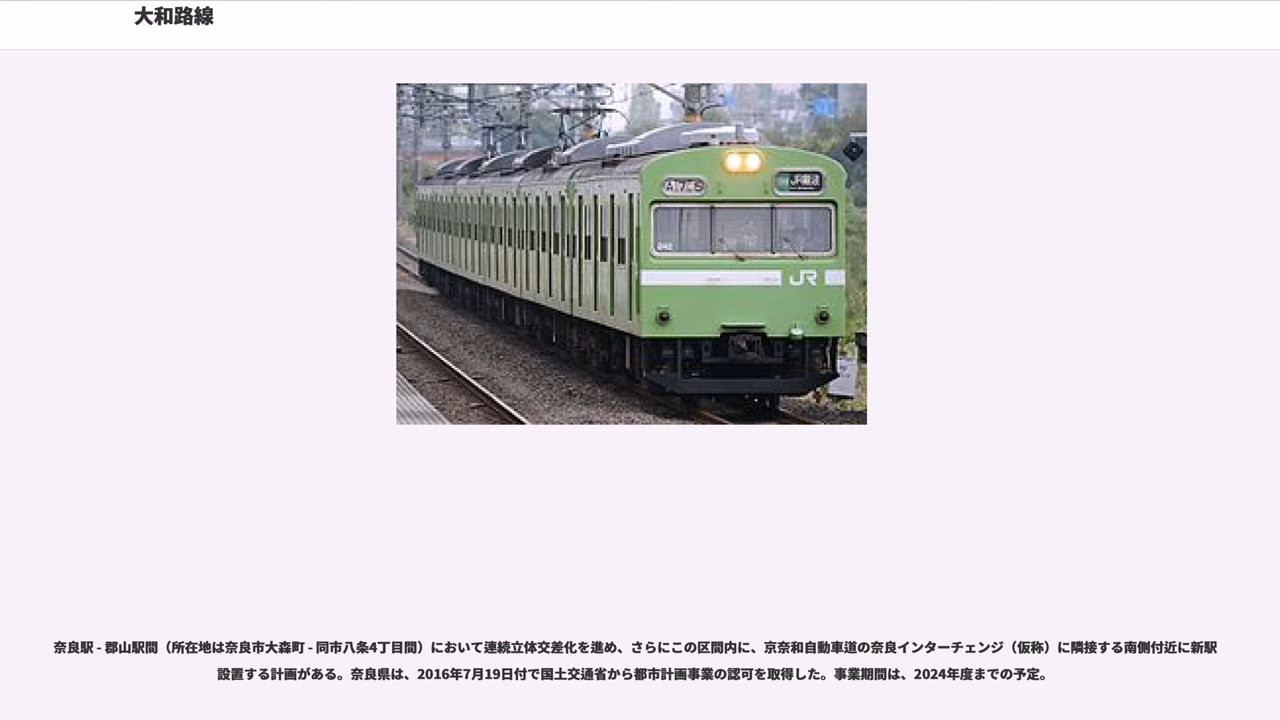 大和路線
JR難波
242
JR
奈良駅 - 郡山駅間（所在地は奈良市大森町 - 同市八条4丁目間）において連続立体交差化を進め、さらにこの区間内に、京奈和自動車道の奈良インターチェンジ（仮称）に隣接する南側付近に新駅
設置する計画がある。奈良県は、2016年7月19日付で国土交通省から都市計画事業の認可を取得した。事業期間は、2024年度までの予定。